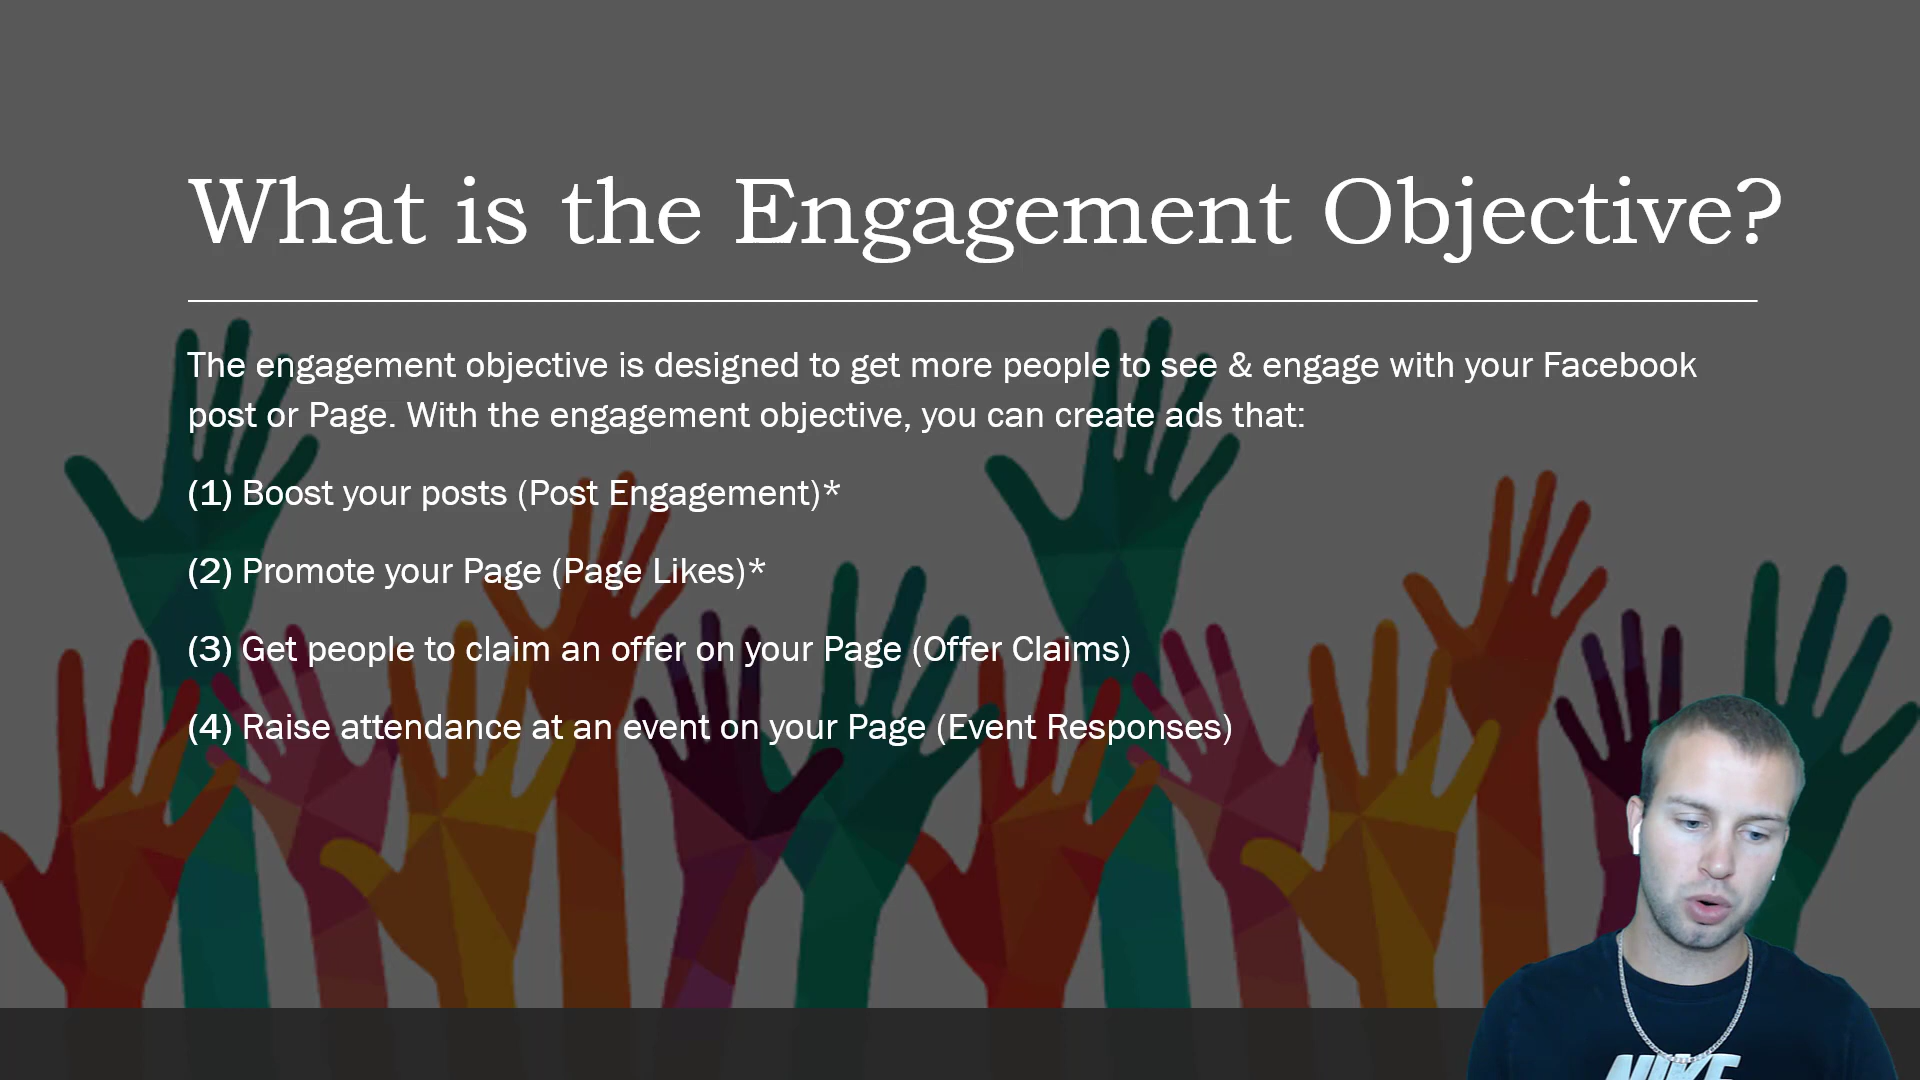 What is the Engagement Objective?
The engagement objective is designed to get more people to see & engage with your Facebook
post or Page. With the engagement objective, you can create ads that:
(1) Boost your posts (Post Engagement)*
(2) Promote your Page (Page Likes)*
(3) Get people to claim an offer on your Page (Offer Claims)
(4) Raise attendance at an event on your Page (Event Responses)
NIKE